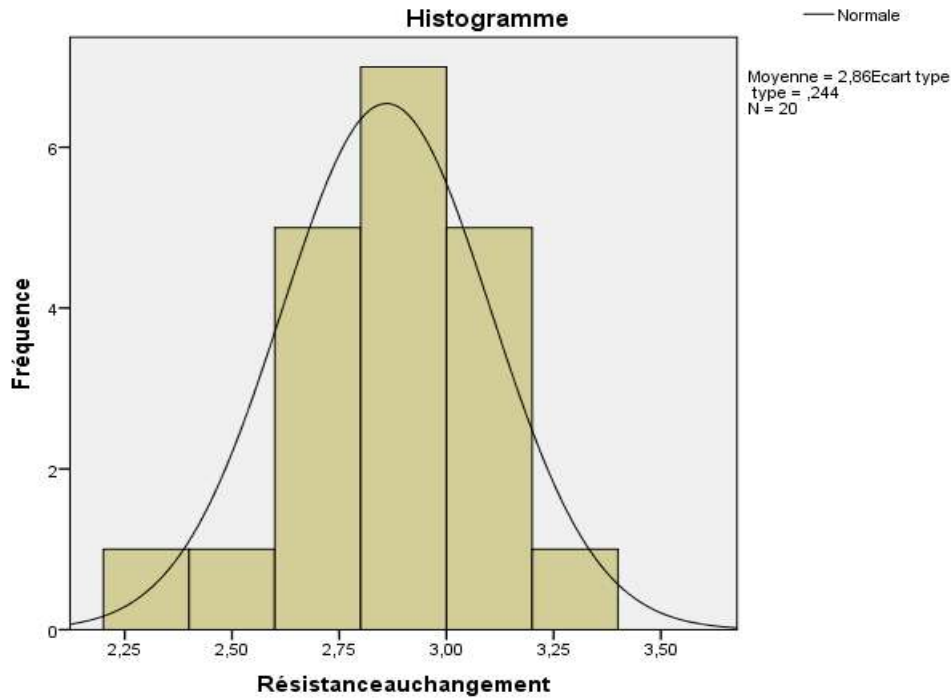 Histogramme
Normale
Moyenne = 2,86Ecart type
type = ,244
N = 20
Fréquence
6
4
2
0
2,25 2,50 2,75 3,00 3,25 3,50
Résistanceauchangement